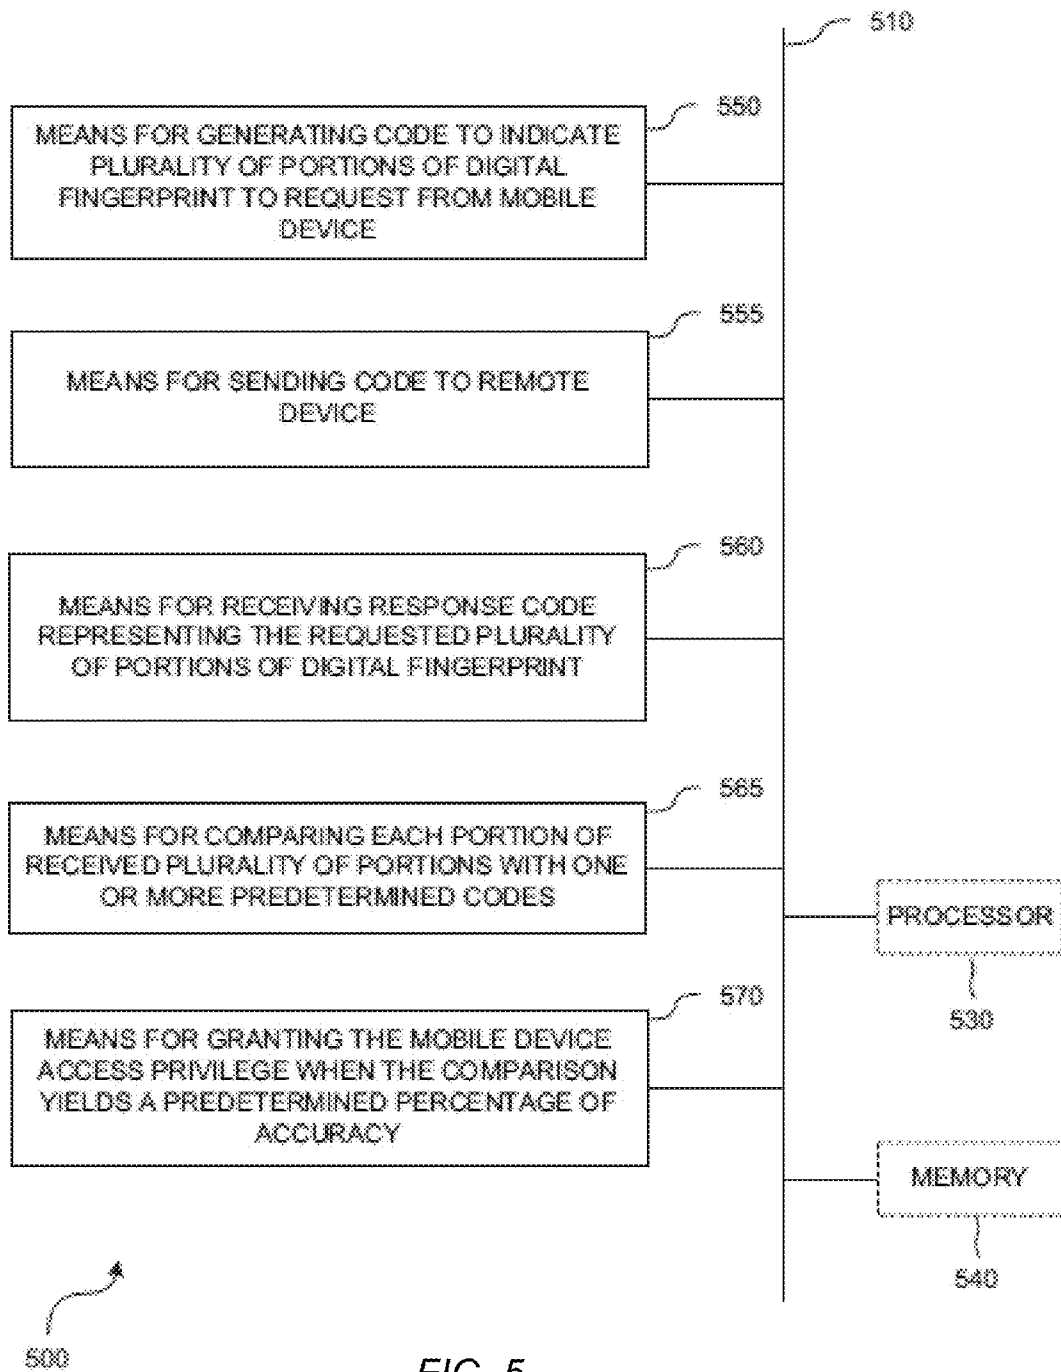 510
550
MEANS FOR GENERATING CODE TO INDICATE
PLURALITY OF PORTIONS OF DIGITAL
FINGERPRINT TO REQUEST FROM MOBILE
DEVICE
555
MEANS FOR SENDING CODE TO REMOTE
DEVICE
560
MEANS FOR RECEIVING RESPONSE CODE
REPRESENTING THE REQUESTED PLURALITY
OF PORTIONS OF DIGITAL FINGERPRINT
565
MEANS FOR COMPARING EACH PORTION OF
RECEIVED PLURALITY OF PORTIONS WITH ONE
OR MORE PREDETERMINED CODES
PROCESSOR
530
570
MEANS FOR GRANTING THE MOBILE DEVICE
ACCESS PRIVILEGE WHEN THE COMPARISON
YIELDS A PREDETERMINED PERCENTAGE OF
ACCURACY
MEMORY
540
500
FIG. 5